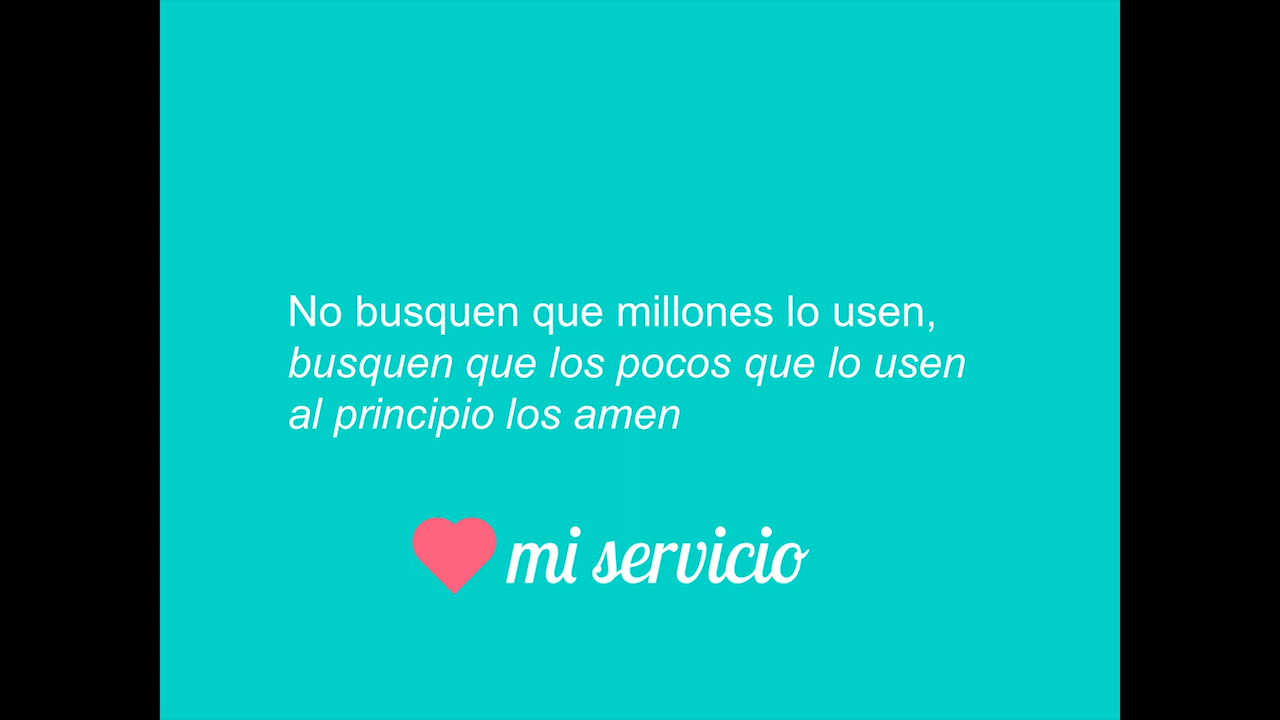 No busquen que millones lo usen,
busquen que los pocos que lo usen
al principio los amen
mi servicio